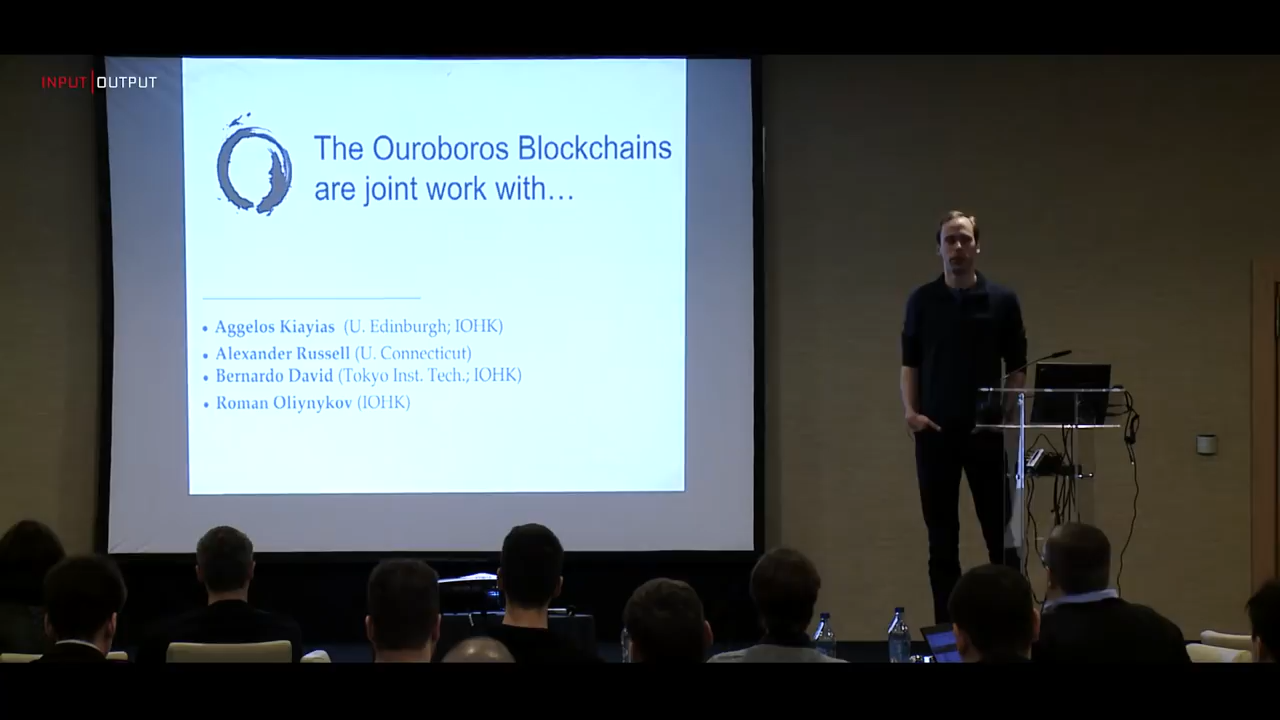 INPUT|OUTPUT
The Ouroboros Blockchains
are joint work with…
• Aggelos Kiayias (U. Edinburgh; IOHK)
• Alexander Russell (U. Connecticut)
• Bernardo David (Tokyo Inst. Tech.; IOHK)
• Roman Oliynykov (IOHK)